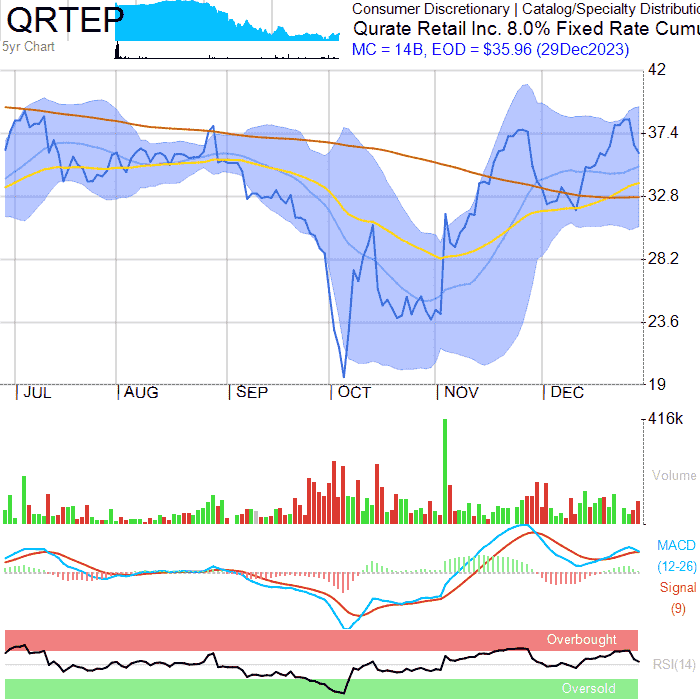 QRTEP
5yr Chart
Consumer Discretionary | Catalog/Specialty Distributio
Qurate Retail Inc. 8.0% Fixed Rate Cumu
MC = 14B, EOD = $35.96 (29Dec2023)
42
37.4
32.8
28.2
23.6
19
JUL
AUG
SEP
OCT
NOV
DEC
416k
Volume
MACD
(12-26)
Signal
(9)
Overbought
RSI(14)
Oversold